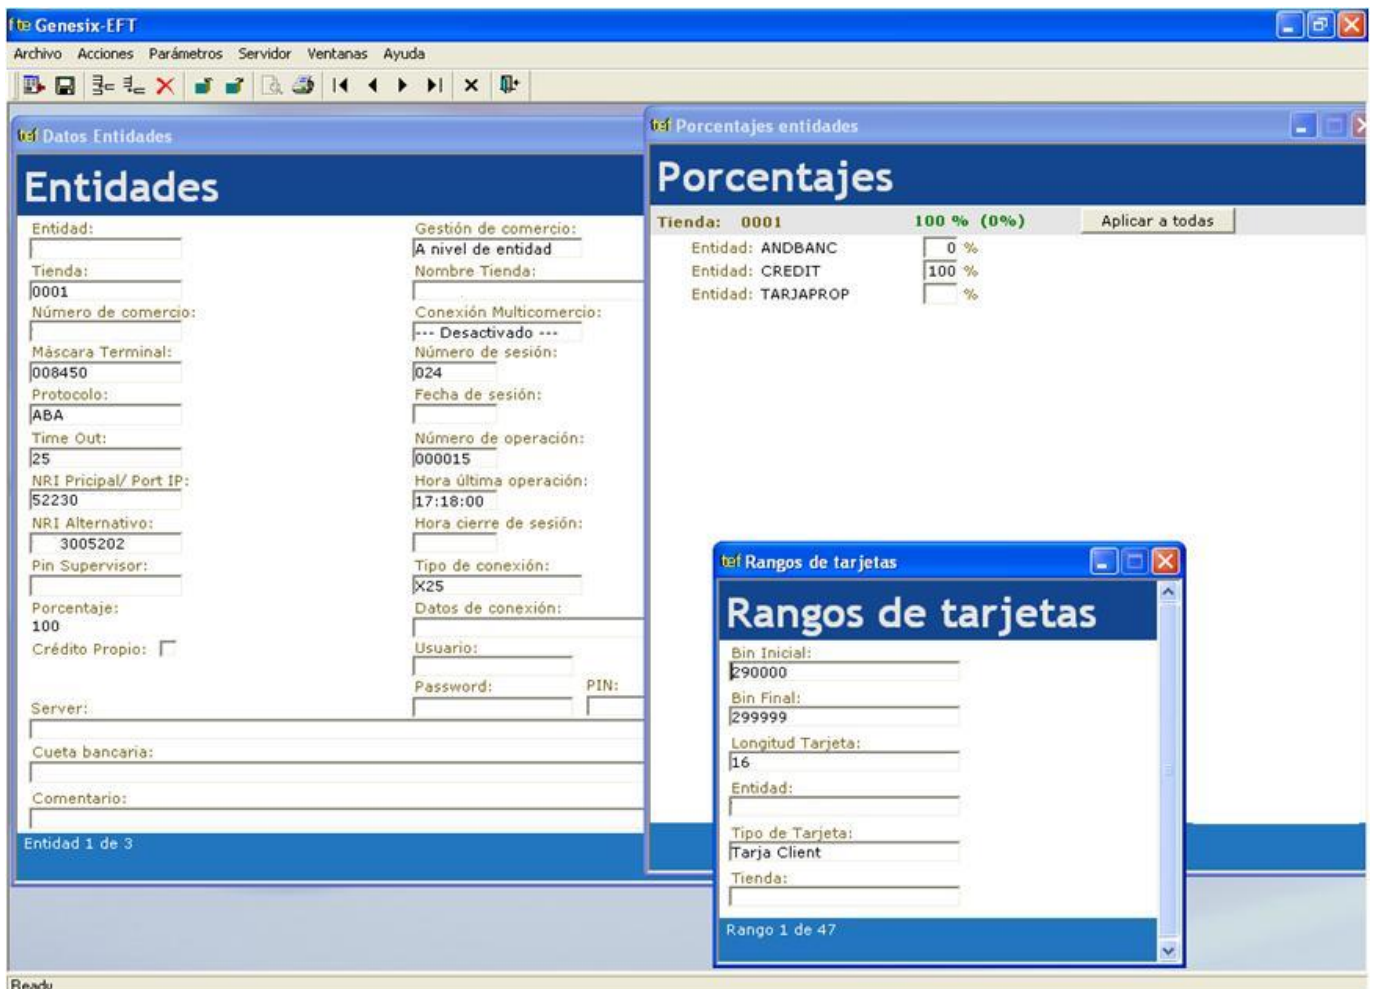 Genesix-EFT
Archivo Acciones Parámetros Servidor Ventanas Ayuda
tef Datos Entidades
Entidades
Entidad:
Gestión de comercio:
A nivel de entidad
Tienda:
0001
Nombre Tienda:
Número de comercio:
Conexión Multicomercio:
--- Desactivado ---
Máscara Terminal:
008450
Número de sesión:
024
Protocolo:
ABA
Fecha de sesión:
Time Out:
25
Número de operación:
000015
NRI Pricipal/ Port IP:
52230
Hora última operación:
17:18:00
NRI Alternativo:
3005202
Hora cierre de sesión:
Pin Supervisor:
Tipo de conexión:
X25
Porcentaje:
100
Datos de conexión:
Crédito Propio:
Usuario:
Password:
PIN:
Server:
Cueta bancaria:
Comentario:
Entidad 1 de 3
tef Porcentajes entidades
Porcentajes
Tienda: 0001 100 % (0%) Aplicar a todas
Entidad: ANDBANC 0 %
Entidad: CREDIT 100 %
Entidad: TARJAPROP %
tef Rangos de tarjetas
Rangos de tarjetas
Bin Inicial:
290000
Bin Final:
299999
Longitud Tarjeta:
16
Entidad:
Tipo de Tarjeta:
Tarja Client
Tienda:
Rango 1 de 47
Ready